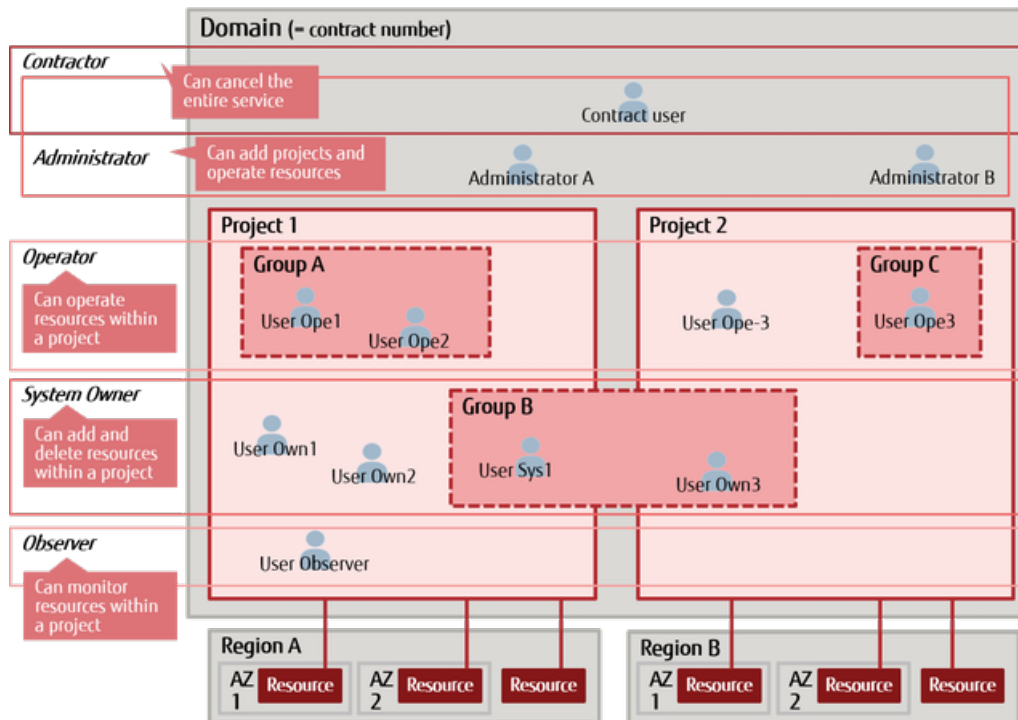 Domain (= contract number)
Contractor
Can cancel the
entire service
Contract user
Administrator
Can add projects and
operate resources
Administrator A
Administrator B
Project 1
Project 2
Operator
Can operate
resources within
a project
Group A
User Ope1
User Ope2
User Ope-3
Group C
User Ope3
System Owner
Can add and
delete resources
within a project
User Own1
User Own2
Group B
User Sys1
User Own3
Observer
Can monitor
resources within
a project
User Observer
Region A
AZ
1
Resource
AZ
2
Resource
Resource
Region B
AZ
1
Resource
AZ
2
Resource
Resource